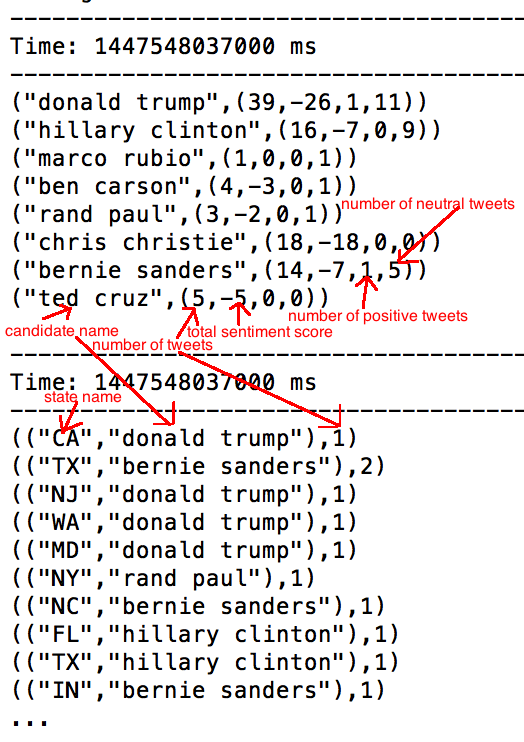 ------------------------------------
Time: 1447548037000 ms
------------------------------------
("donald trump",(39,-26,1,11))
("hillary clinton",(16,-7,0,9))
("marco rubio",(1,0,0,1))
("ben carson",(4,-3,0,1))
("rand paul",(3,-2,0,1))
number of neutral tweets
("chris christie",(18,-18,0,0))
("bernie sanders",(14,-7,1,5))
("ted cruz",(5,-5,0,0))
number of positive tweets
candidate name
total sentiment score
number of tweets
------------------------------------
Time: 1447548037000 ms
state name
------------------------------------
(("CA","donald trump"),1)
(("TX","bernie sanders"),2)
(("NJ","donald trump"),1)
(("WA","donald trump"),1)
(("MD","donald trump"),1)
(("NY","rand paul"),1)
(("NC","bernie sanders"),1)
(("FL","hillary clinton"),1)
(("TX","hillary clinton"),1)
(("IN","bernie sanders"),1)
...